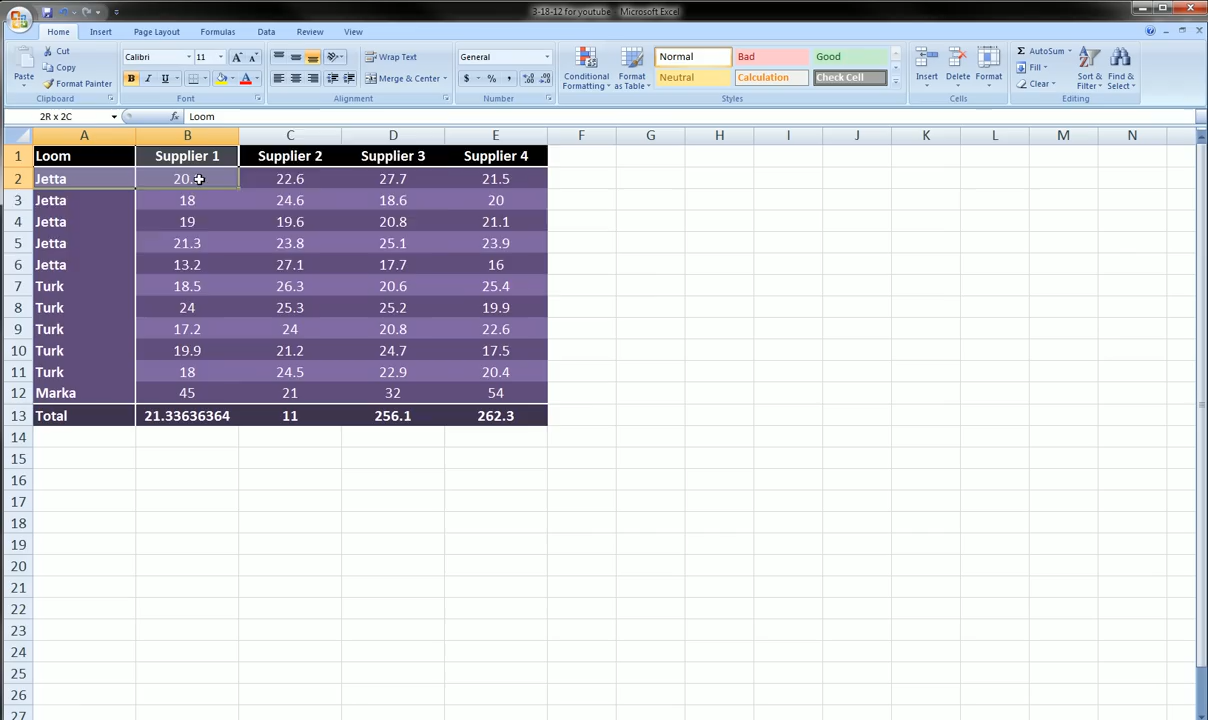 3-18-12 for youtube - Microsoft Excel
Home Insert Page Layout Formulas Data Review View
Paste
Cut
Copy
Format Painter
Clipboard
Calibri 11
B I U
Font
Wrap Text
Merge & Center
Alignment
General
$ % ,
Number
Conditional Formatting
Format as Table
Normal Bad Good
Neutral Calculation Check Cell
Styles
Insert Delete Format
Cells
Σ AutoSum
Fill
Clear
Sort & Filter
Find & Select
Editing
2R x 2C fx Loom
A B C D E F G H I J K L M N
1 Loom Supplier 1 Supplier 2 Supplier 3 Supplier 4
2 Jetta 22.6 27.7 21.5
3 Jetta 18 24.6 18.6 20
4 Jetta 19 19.6 20.8 21.1
5 Jetta 21.3 23.8 25.1 23.9
6 Jetta 13.2 27.1 17.7 16
7 Turk 18.5 26.3 20.6 25.4
8 Turk 24 25.3 25.2 19.9
9 Turk 17.2 24 20.8 22.6
10 Turk 19.9 21.2 24.7 17.5
11 Turk 18 24.5 22.9 20.4
12 Marka 45 21 32 54
13 Total 21.33636364 11 256.1 262.3
14
15
16
17
18
19
20
21
22
23
24
25
26
27